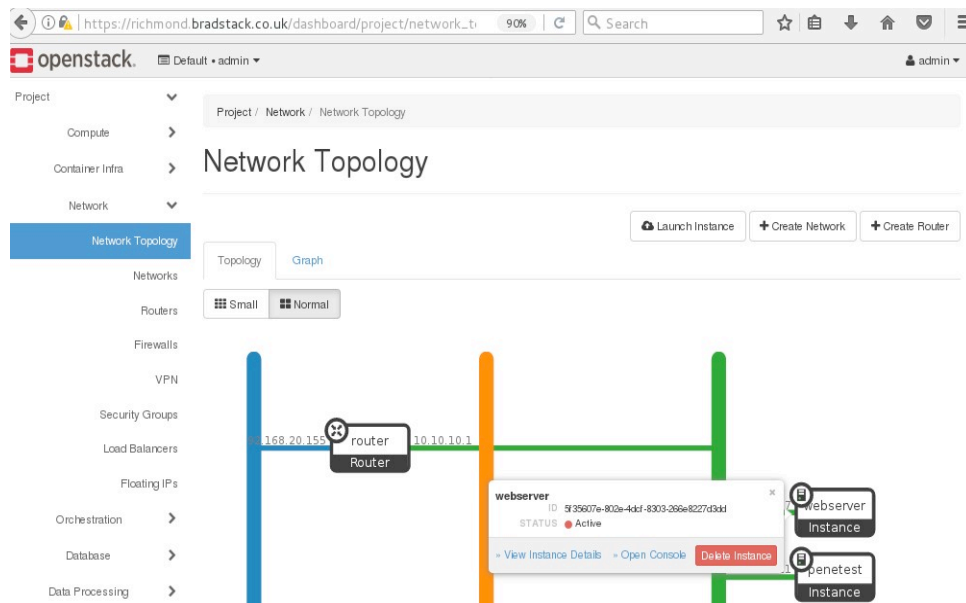 https://richmond.bradstack.co.uk/dashboard/project/network_t
90%
Search
openstack.
Default • admin
admin
Project
Compute
Container Infra
Network
Network Topology
Networks
Routers
Firewalls
VPN
Security Groups
Load Balancers
Floating IPs
Orchestration
Database
Data Processing
Project / Network / Network Topology
Network Topology
Launch Instance
+ Create Network
+ Create Router
Topology
Graph
Small
Normal
168.20.155
router
Router
10.10.10.1
webserver
ID 5f35607e-802e-4dcf-8303-266e8227d3dd
STATUS Active
» View Instance Details
» Open Console
Delete Instance
×
webserver
Instance
penetest
Instance